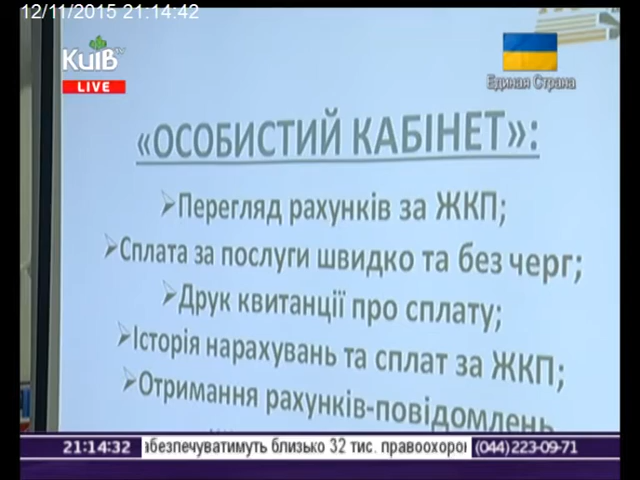 12/11/2015 21:14:42
КиїВ TV
LIVE
Единая Страна
«ОСОБИСТИЙ КАБІНЕТ»:
➢Перегляд рахунків за ЖКП;
➢Сплата за послуги швидко та без черг;
➢Друк квитанції про сплату;
➢Історія нарахувань та сплат за ЖКП;
➢Отримання рахунків-повідомлень
21:14:32 абезпечуватимуть близько 32 тис. правоохорон (044) 223-09-71